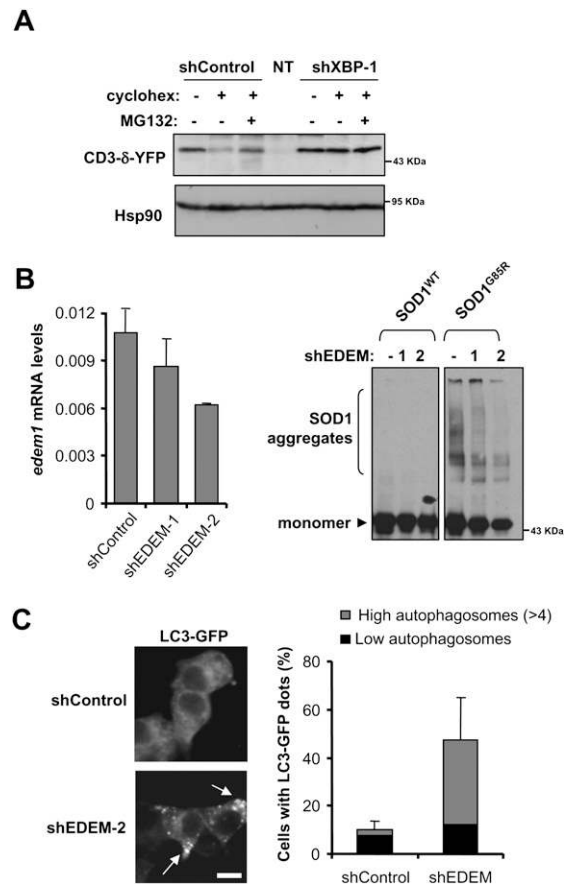 A
shControl NT shXBP-1
cyclohex: - + + - + +
MG132: + +
CD3-δ-YFP
43 KDa
Hsp90
95 KDa
B
edem1 mRNA levels
0.012
0.009
0.006
0.003
0
shControl
shEDEM-1
shEDEM-2
SOD1WT
SOD1G85R
shEDEM: - 1 2 - 1 2
SOD1
aggregates
monomer
43 KDa
C
LC3-GFP
shControl
shEDEM-2
High autophagosomes (>4)
Low autophagosomes
Cells with LC3-GFP dots (%)
80
60
40
20
0
shControl
shEDEM